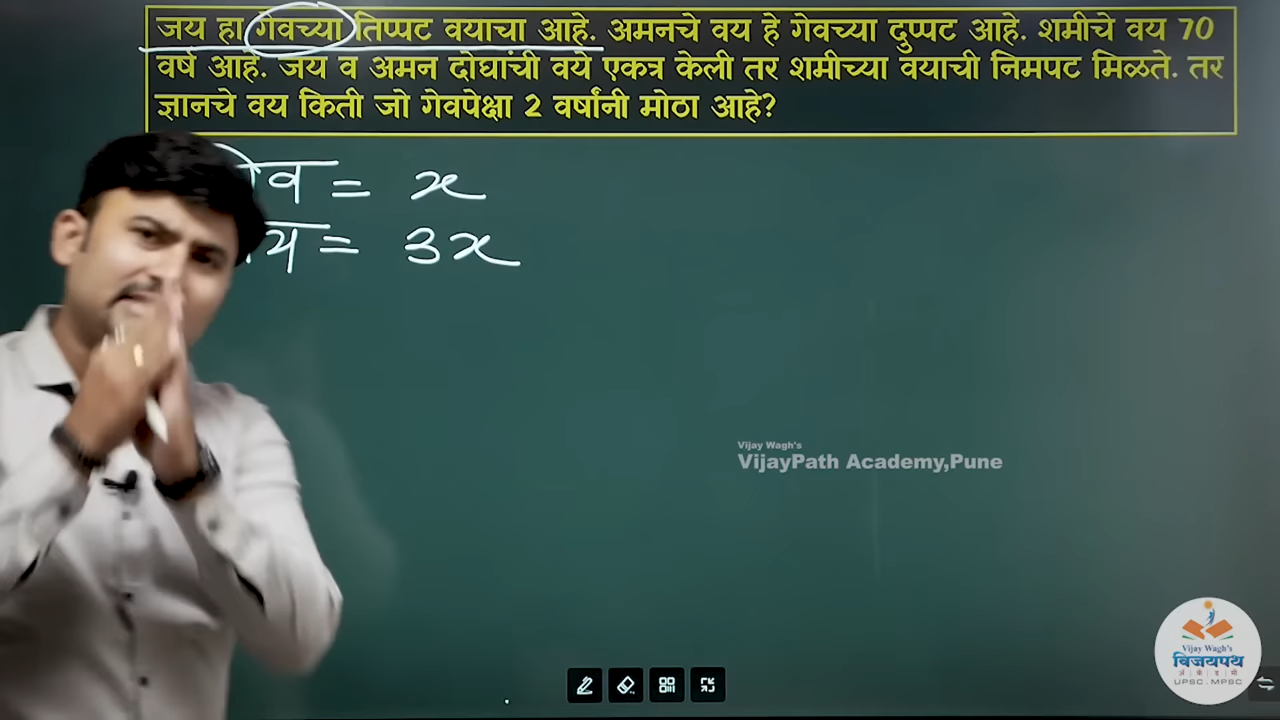 जय हा गेवच्या तिप्पट वयाचा आहे. अमनचे वय हे गेवच्या दुप्पट आहे. शमीचे वय 70
वर्ष आहे. जय व अमन दोघांची वये एकत्र केली तर शमीच्या वयाची निमपट मिळते. तर
ज्ञानचे वय किती जो गेवपेक्षा 2 वर्षांनी मोठा आहे?
= x
= 3x
Vijay Wagh's
VijayPath Academy,Pune
Vijay Wagh's
विजयपथ
UPSC . MPSC